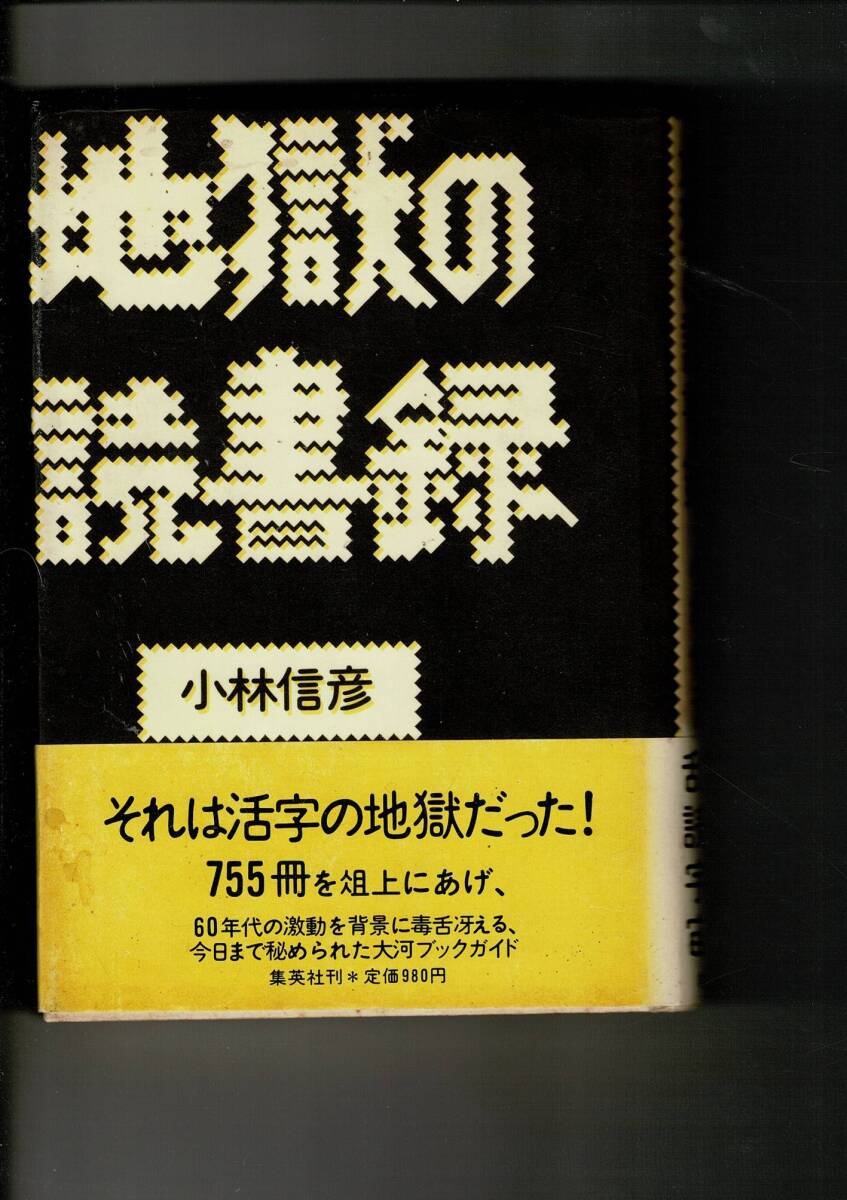 地獄の
読書録
小林信彦
それは活字の地獄だった!
755冊を俎上にあげ、
60年代の激動を背景に毒舌冴える、
今日まで秘められた大河ブックガイド
集英社刊*定価980円